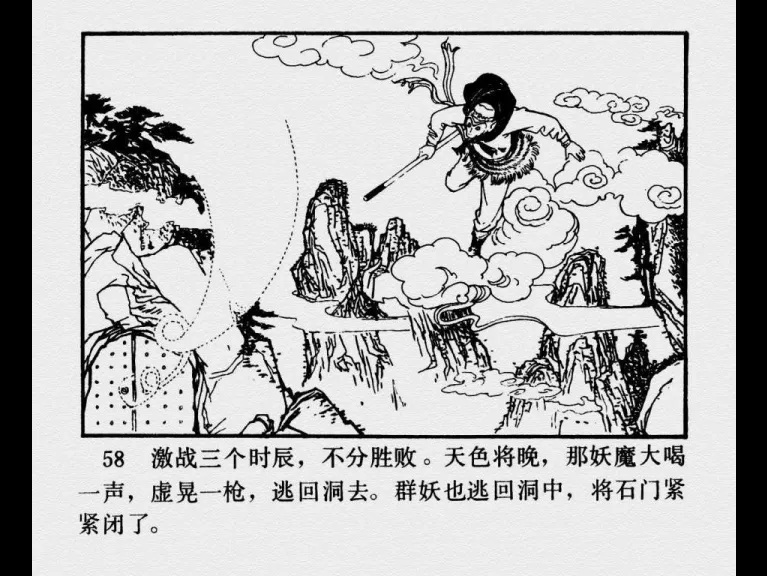 58 激战三个时辰，不分胜败。天色将晚，那妖魔大喝
一声，虚晃一枪，逃回洞去。群妖也逃回洞中，将石门紧
紧闭了。